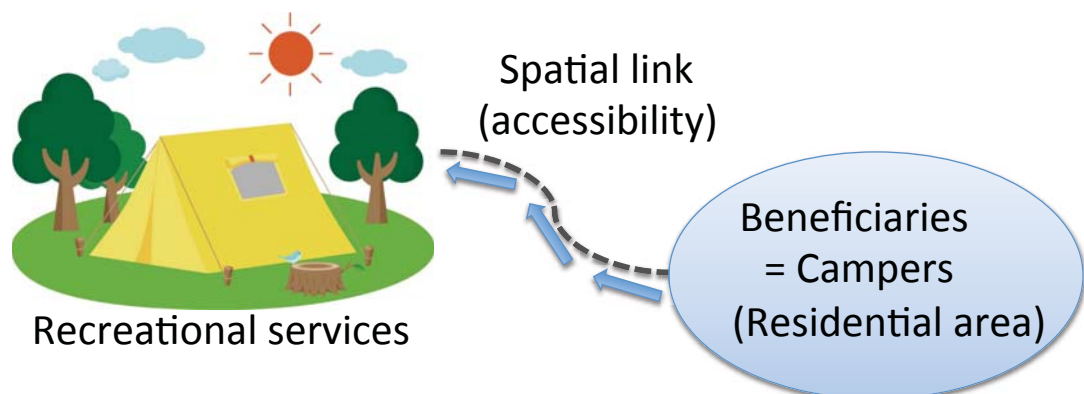 Spatial link
(accessibility)
Beneficiaries
= Campers
(Residential area)
Recreational services